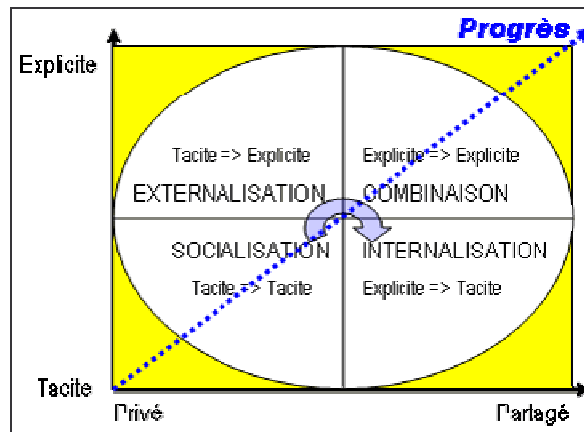 Progrès
Explicite
Tacite => Explicite
Explicite => Explicite
EXTERNALISATION
COMBINAISON
SOCIALISATION
INTERNALISATION
Tacite => Tacite
Explicite => Tacite
Tacite
Privé
Partagé